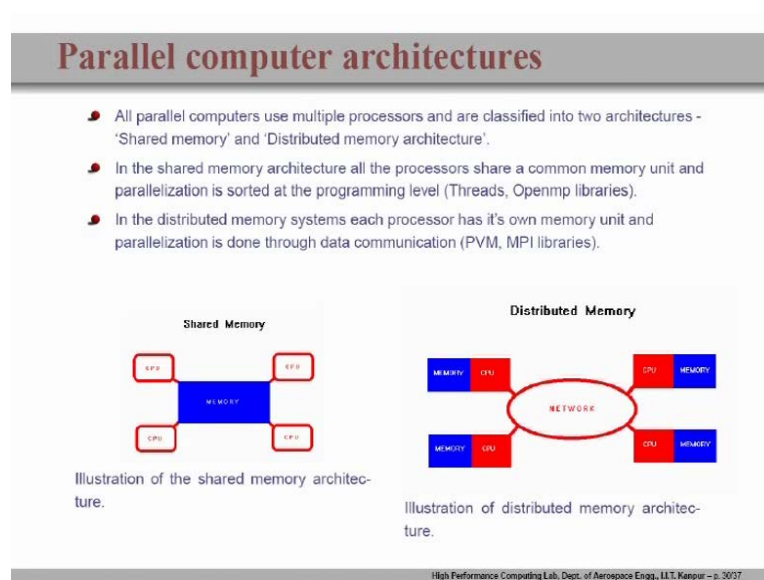 Parallel computer architectures
All parallel computers use multiple processors and are classified into two architectures -
‘Shared memory’ and ‘Distributed memory architecture’.
In the shared memory architecture all the processors share a common memory unit and
parallelization is sorted at the programming level (Threads, Openmp libraries).
In the distributed memory systems each processor has it's own memory unit and
parallelization is done through data communication (PVM, MPI libraries).
Shared Memory
CPU CPU
MEMORY
CPU CPU
Illustration of the shared memory architec-
ture.
Distributed Memory
MEMORY CPU CPU MEMORY
NETWORK
MEMORY CPU CPU MEMORY
Illustration of distributed memory architec-
ture.
High Performance Computing Lab, Dept. of Aerospace Engg., I.I.T. Kanpur – p. 30/37